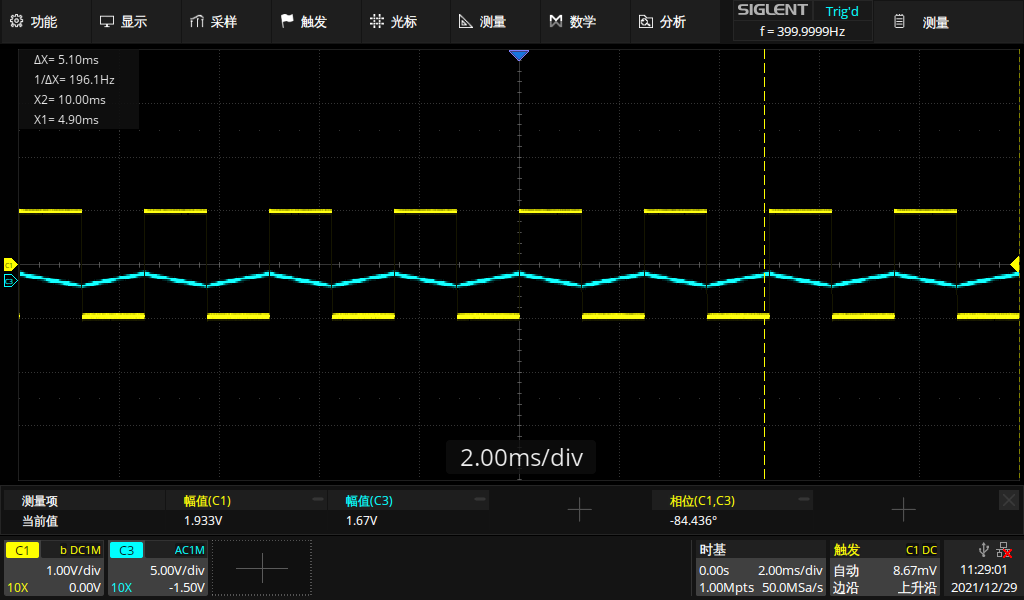 功能 显示 采样 触发 光标 测量 数学 分析 SIGLENT Trig'd 测量
f = 399.9999Hz
ΔX= 5.10ms
1/ΔX= 196.1Hz
X2= 10.00ms
X1= 4.90ms
C1
C3
2.00ms/div
测量项 幅值(C1) 幅值(C3) 相位(C1,C3)
当前值 1.933V 1.67V -84.436°
C1 b DC1M C3 AC1M 时基 触发 C1 DC
1.00V/div 5.00V/div 0.00s 2.00ms/div 自动 8.67mV 11:29:01
10X 0.00V 10X -1.50V 1.00Mpts 50.0MSa/s 边沿 上升沿 2021/12/29